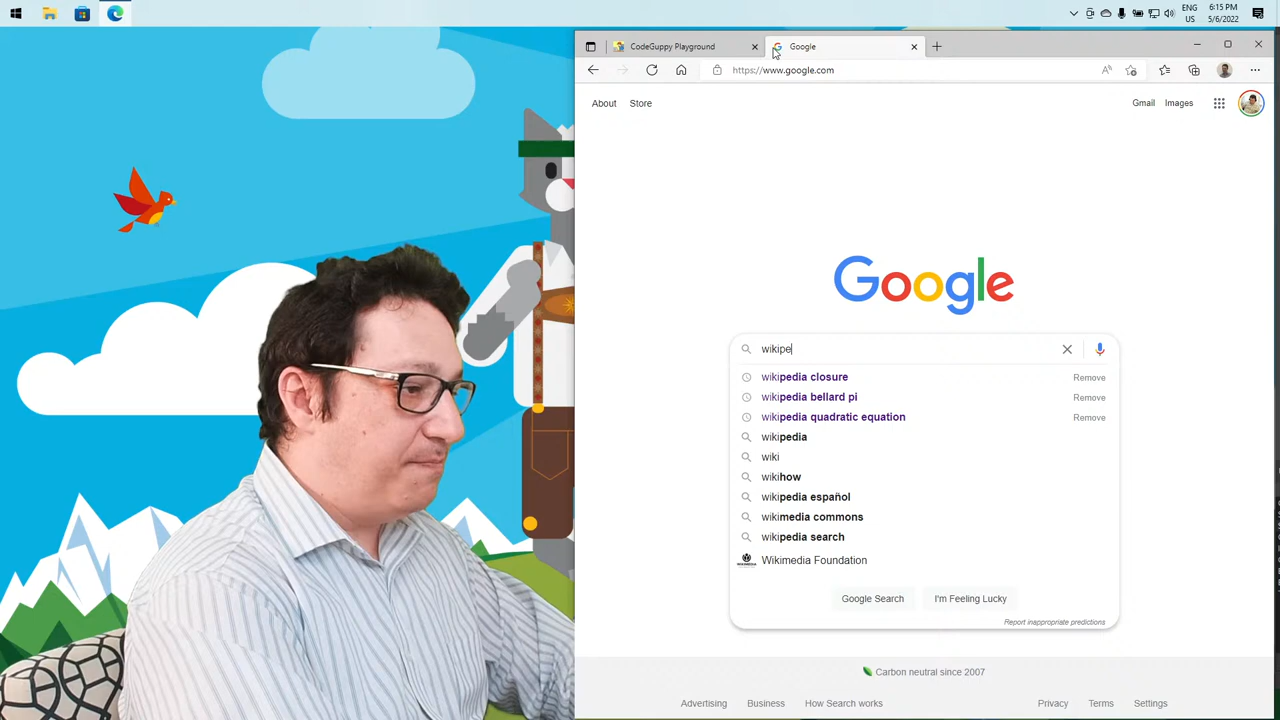 ENG
US
6:15 PM
5/6/2022
CodeGuppy Playground
Google
https://www.google.com
About
Store
Gmail
Images
Google
wikipe
wikipedia closure
Remove
wikipedia bellard pi
Remove
wikipedia quadratic equation
Remove
wikipedia
wiki
wikihow
wikipedia español
wikimedia commons
wikipedia search
Wikimedia Foundation
Google Search
I'm Feeling Lucky
Report inappropriate predictions
Carbon neutral since 2007
Advertising
Business
How Search works
Privacy
Terms
Settings